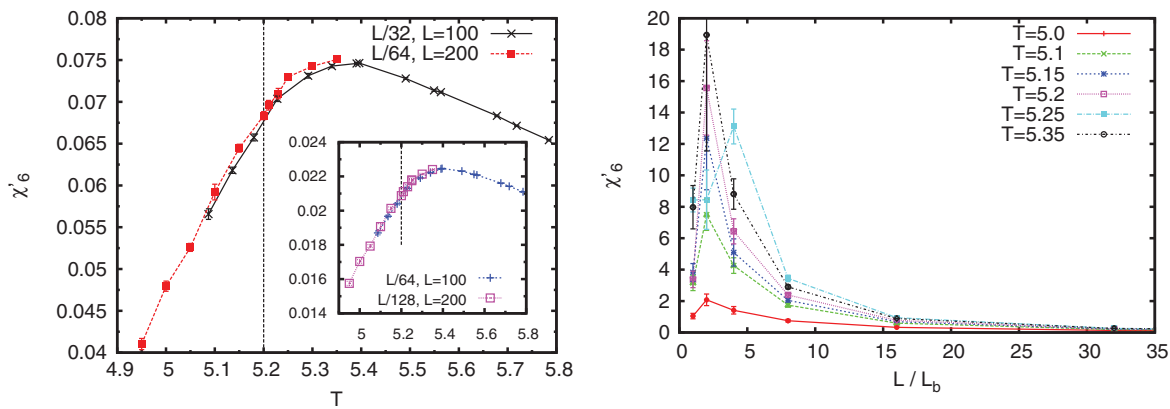 L/32, L=100
L/64, L=200
0.08
0.075
0.07
0.065
0.06
0.055
0.05
0.045
0.04
χ'6
4.9 5 5.1 5.2 5.3 5.4 5.5 5.6 5.7 5.8
T
0.024
0.022
0.020
0.018
0.016
0.014
5 5.2 5.4 5.6 5.8
L/64, L=100
L/128, L=200
20
18
16
14
12
10
8
6
4
2
0
χ'6
0 5 10 15 20 25 30 35
L / Lb
T=5.0
T=5.1
T=5.15
T=5.2
T=5.25
T=5.35